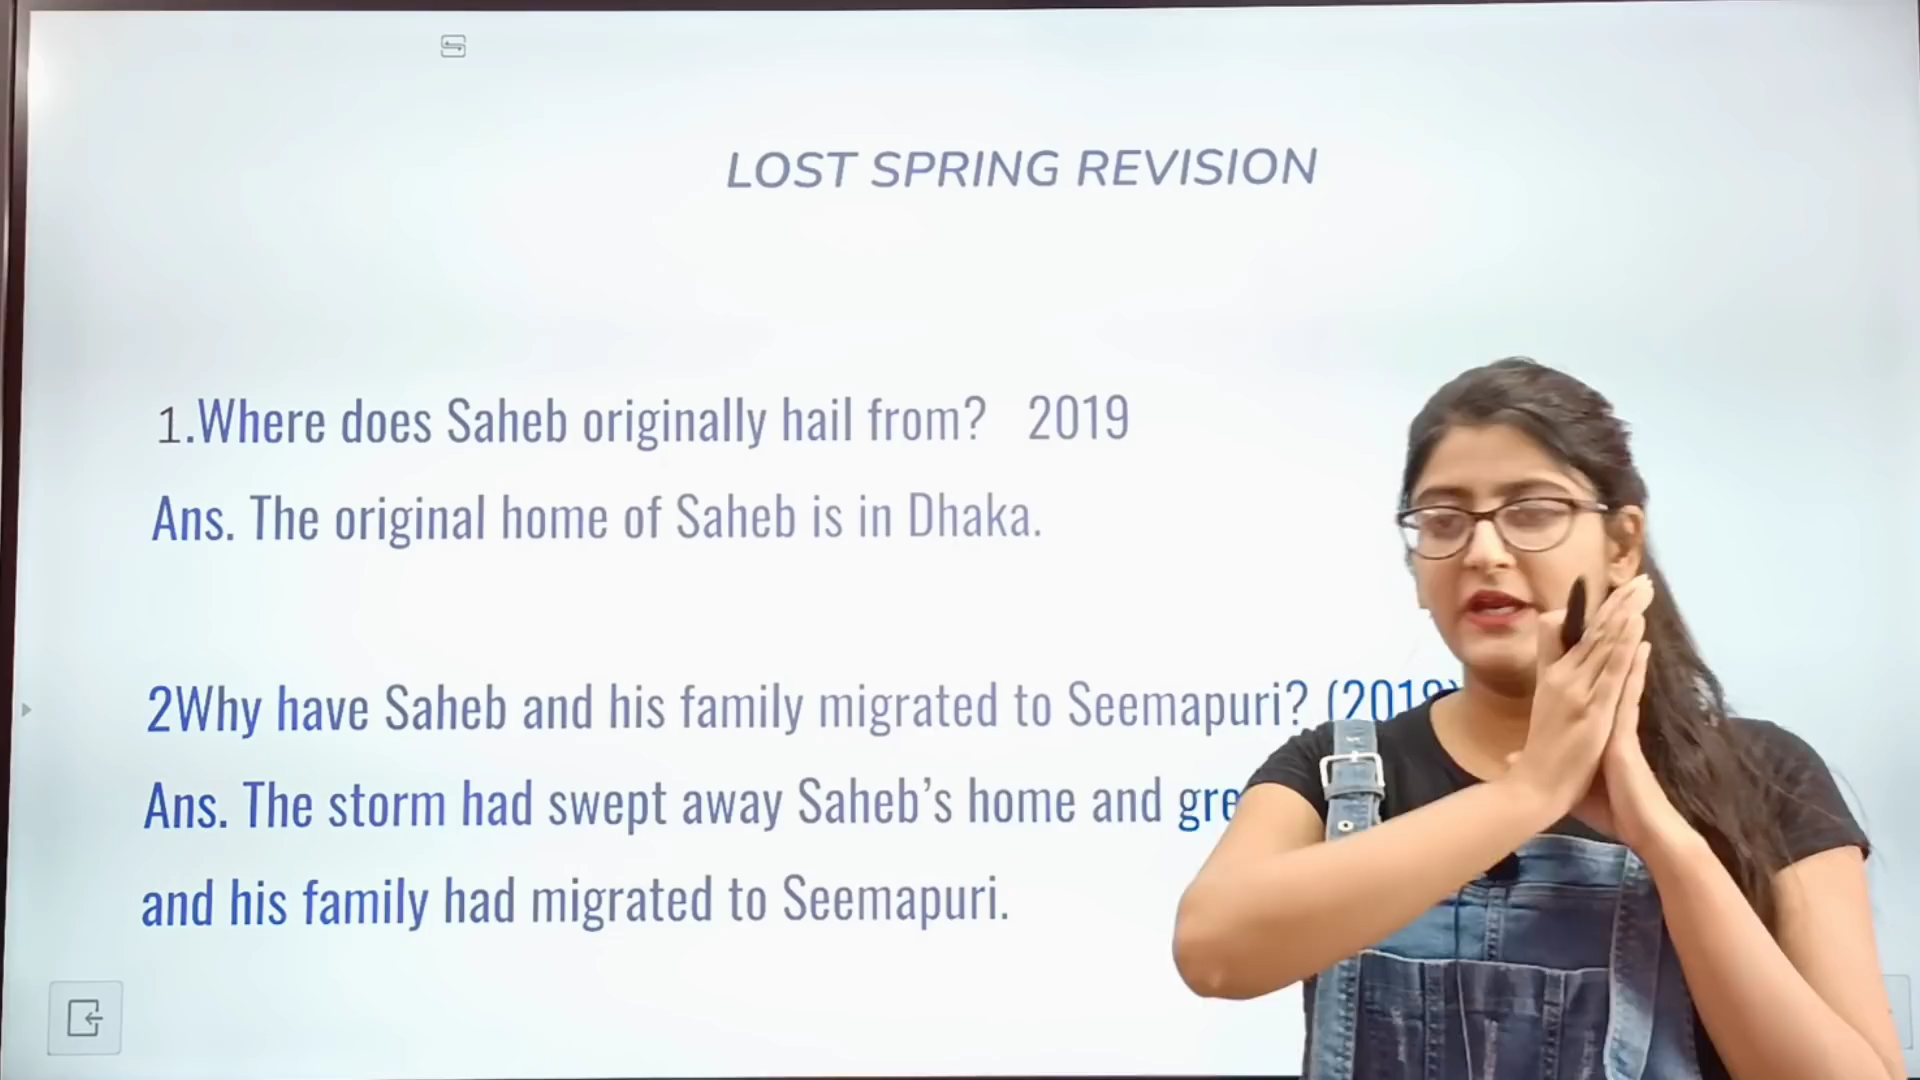 LOST SPRING REVISION
1.Where does Saheb originally hail from? 2019
Ans. The original home of Saheb is in Dhaka.
2Why have Saheb and his family migrated to Seemapuri?
Ans. The storm had swept away Saheb’s home and
and his family had migrated to Seemapuri.